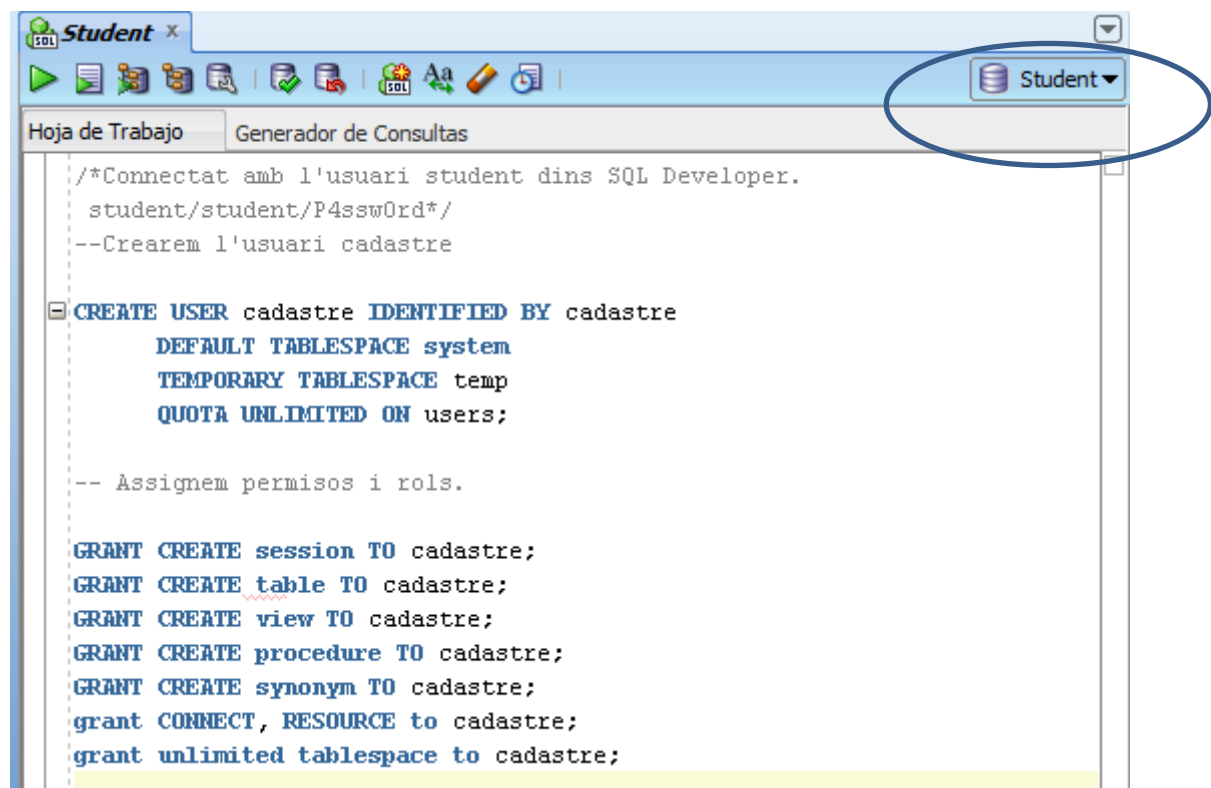 Student
Student
Hoja de Trabajo Generador de Consultas
/*Connectat amb l'usuari student dins SQL Developer.
student/student/P4ssw0rd*/
--Crearem l'usuari cadastre
CREATE USER cadastre IDENTIFIED BY cadastre
DEFAULT TABLESPACE system
TEMPORARY TABLESPACE temp
QUOTA UNLIMITED ON users;
-- Assignem permisos i rols.
GRANT CREATE session TO cadastre;
GRANT CREATE table TO cadastre;
GRANT CREATE view TO cadastre;
GRANT CREATE procedure TO cadastre;
GRANT CREATE synonym TO cadastre;
grant CONNECT, RESOURCE to cadastre;
grant unlimited tablespace to cadastre;